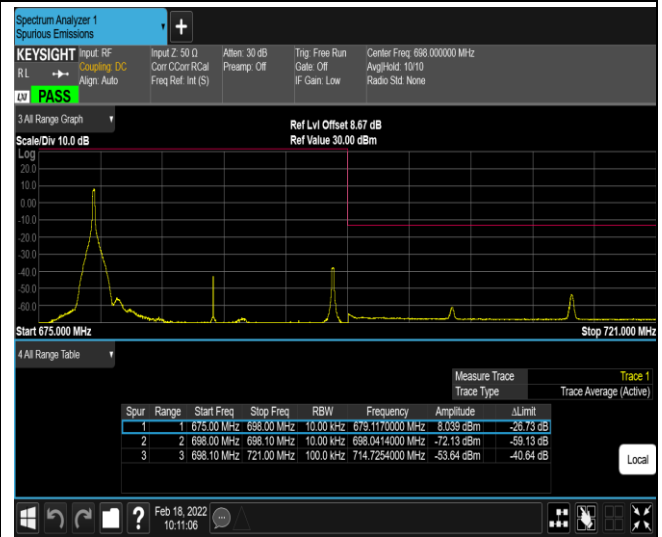 Spectrum Analyzer 1
Spurious Emissions
+
KEYSIGHT Input: RF Input Z: 50 Ω Atten: 30 dB Trig: Free Run Center Freq: 698.000000 MHz
Coupling: DC Corr CCorr RCal Preamp: Off Gate: Off Avg|Hold: 10/10
RL Align: Auto Freq Ref: Int (S) IF Gain: Low Radio Std: None
LXI PASS
3 All Range Graph
Ref Lvl Offset 8.67 dB
Scale/Div 10.0 dB Ref Value 30.00 dBm
Log
20.0
10.0
0.00
-10.0
-20.0
-30.0
-40.0
-50.0
-60.0
Start 675.000 MHz Stop 721.000 MHz
4 All Range Table
Measure Trace Trace 1
Trace Type Trace Average (Active)
Spur Range Start Freq Stop Freq RBW Frequency Amplitude ΔLimit
1 1 675.00 MHz 698.00 MHz 10.00 kHz 679.1170000 MHz 8.039 dBm -26.73 dB
2 2 698.00 MHz 698.10 MHz 10.00 kHz 698.0414000 MHz -72.13 dBm -59.13 dB
3 3 698.10 MHz 721.00 MHz 100.0 kHz 714.7254000 MHz -53.64 dBm -40.64 dB
Local
? Feb 18, 2022
10:11:06